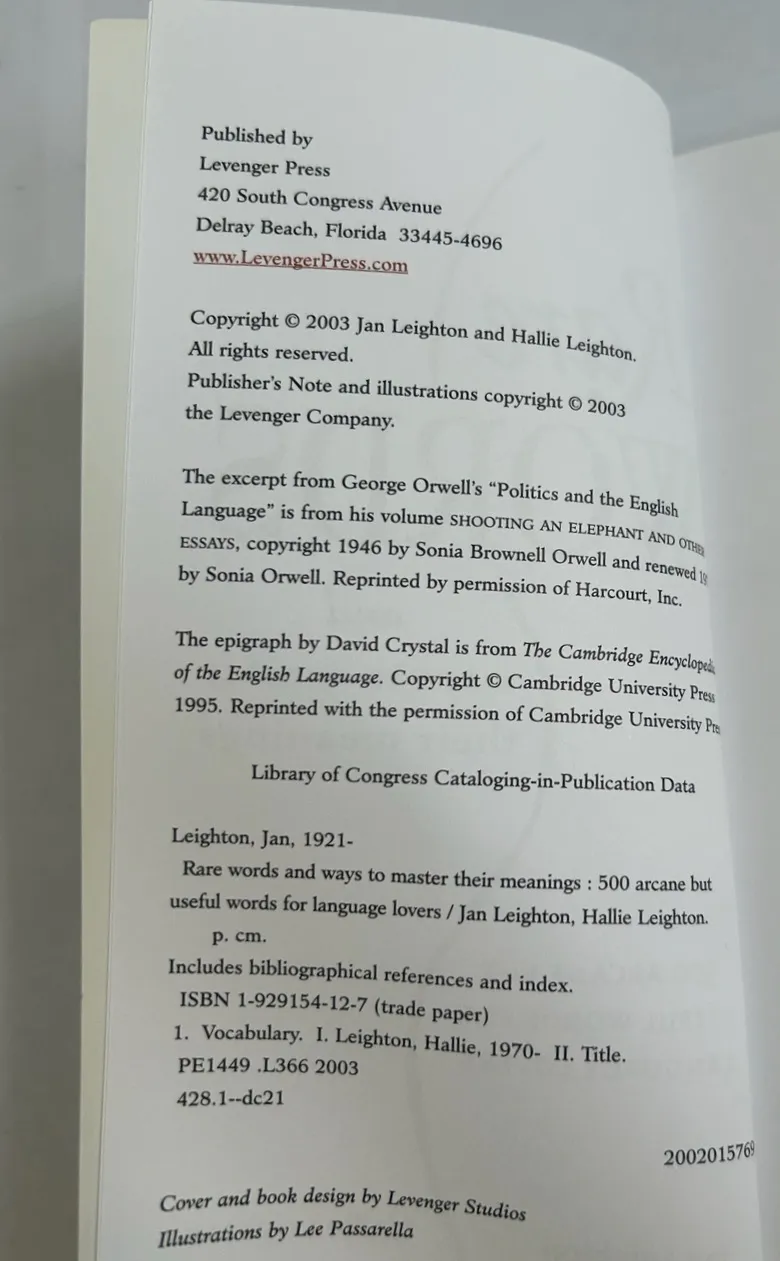 Published by
Levenger Press
420 South Congress Avenue
Delray Beach, Florida 33445-4696
www.LevengerPress.com
Copyright © 2003 Jan Leighton and Hallie Leighton.
All rights reserved.
Publisher's Note and illustrations copyright © 2003
the Levenger Company.
The excerpt from George Orwell's "Politics and the English
Language" is from his volume SHOOTING AN ELEPHANT AND OTHER
ESSAYS, copyright 1946 by Sonia Brownell Orwell and renewed
by Sonia Orwell. Reprinted by permission of Harcourt, Inc.
The epigraph by David Crystal is from The Cambridge
of the English Language. Copyright © Cambridge University Press
1995. Reprinted with the permission of Cambridge University
Library of Congress Cataloging-in-Publication Data
Leighton, Jan, 1921-
Rare words and ways to master their meanings : 500 arcane but
useful words for language lovers / Jan Leighton, Hallie Leighton.
p. cm.
Includes bibliographical references and index.
ISBN 1-929154-12-7 (trade paper)
1. Vocabulary. I. Leighton, Hallie, 1970- II. Title.
PE1449 .L366 2003
428.1--dc21
2002015769
Cover and book design by Levenger Studios
Illustrations by Lee Passarella